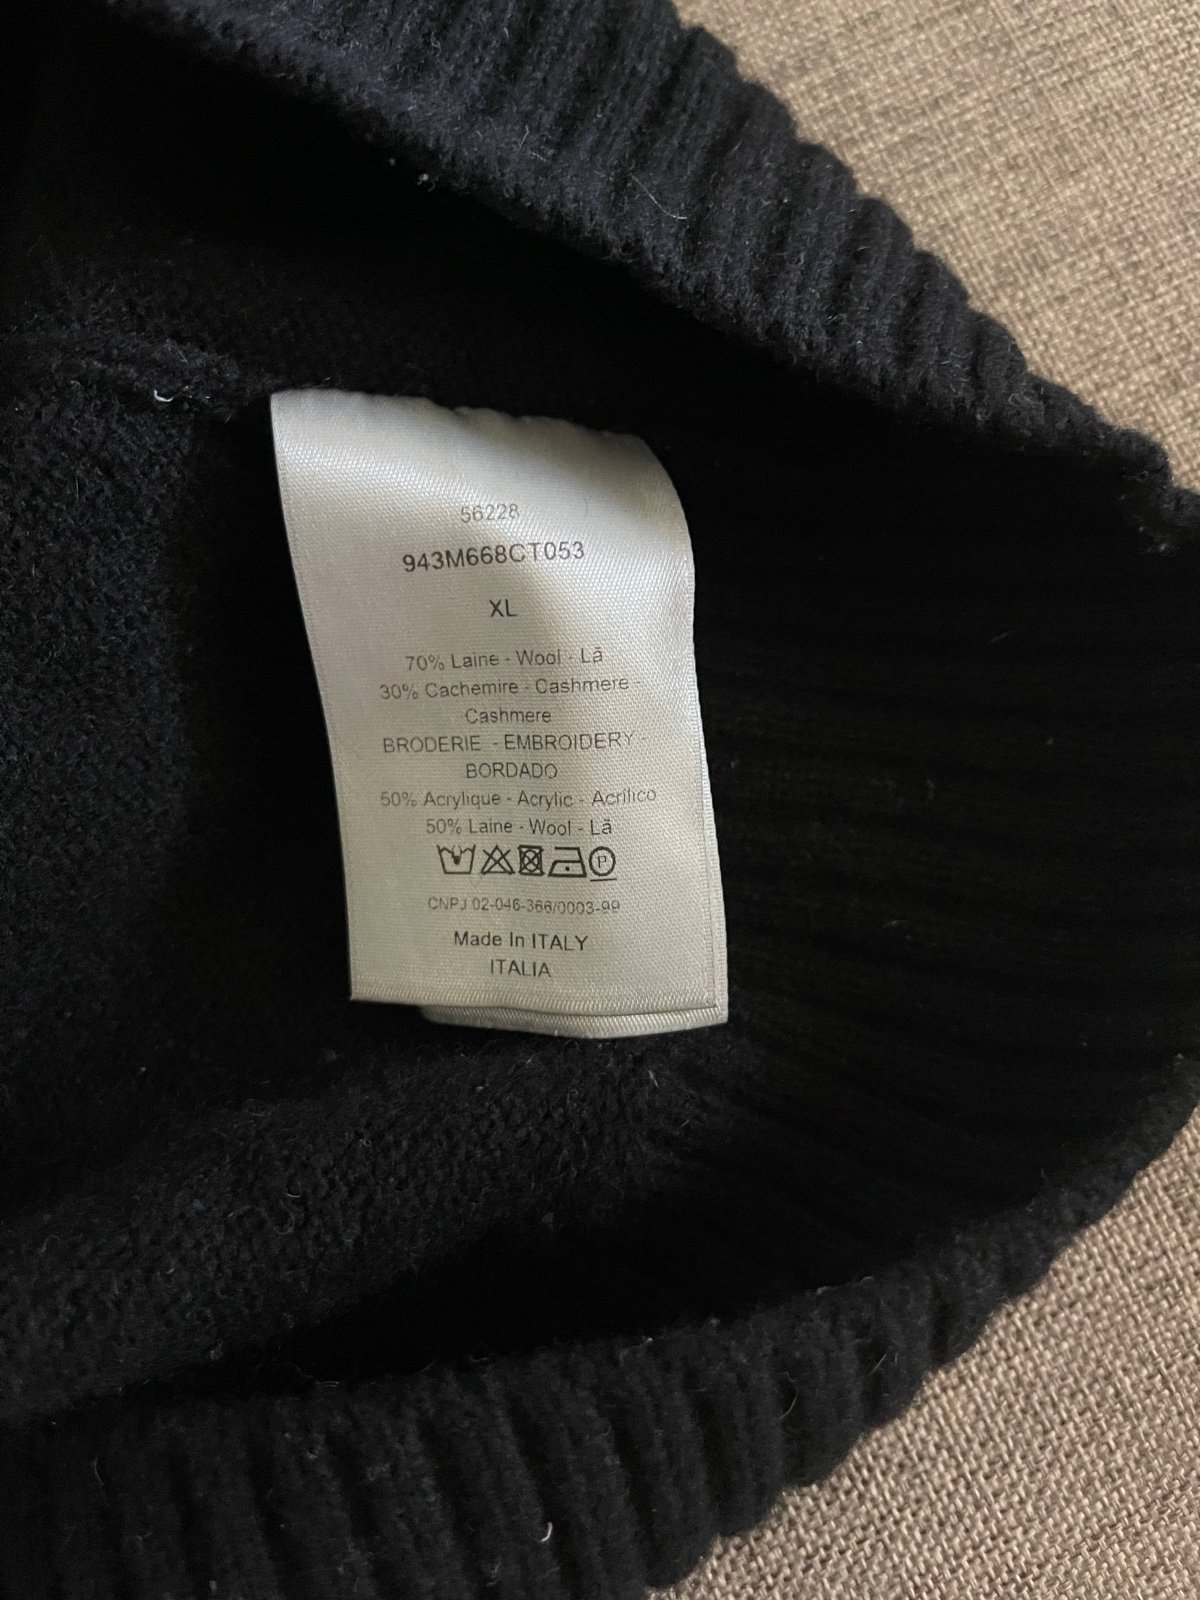 56228
943M668CT053
XL
70% Laine - Wool - Lã
30% Cachemire - Cashmere -
Cashmere
BRODERIE - EMBROIDERY -
BORDADO
50% Acrylique - Acrylic - Acrílico
50% Laine - Wool - Lã
P
CNPJ 02-046-366/0003-99
Made In ITALY
ITALIA